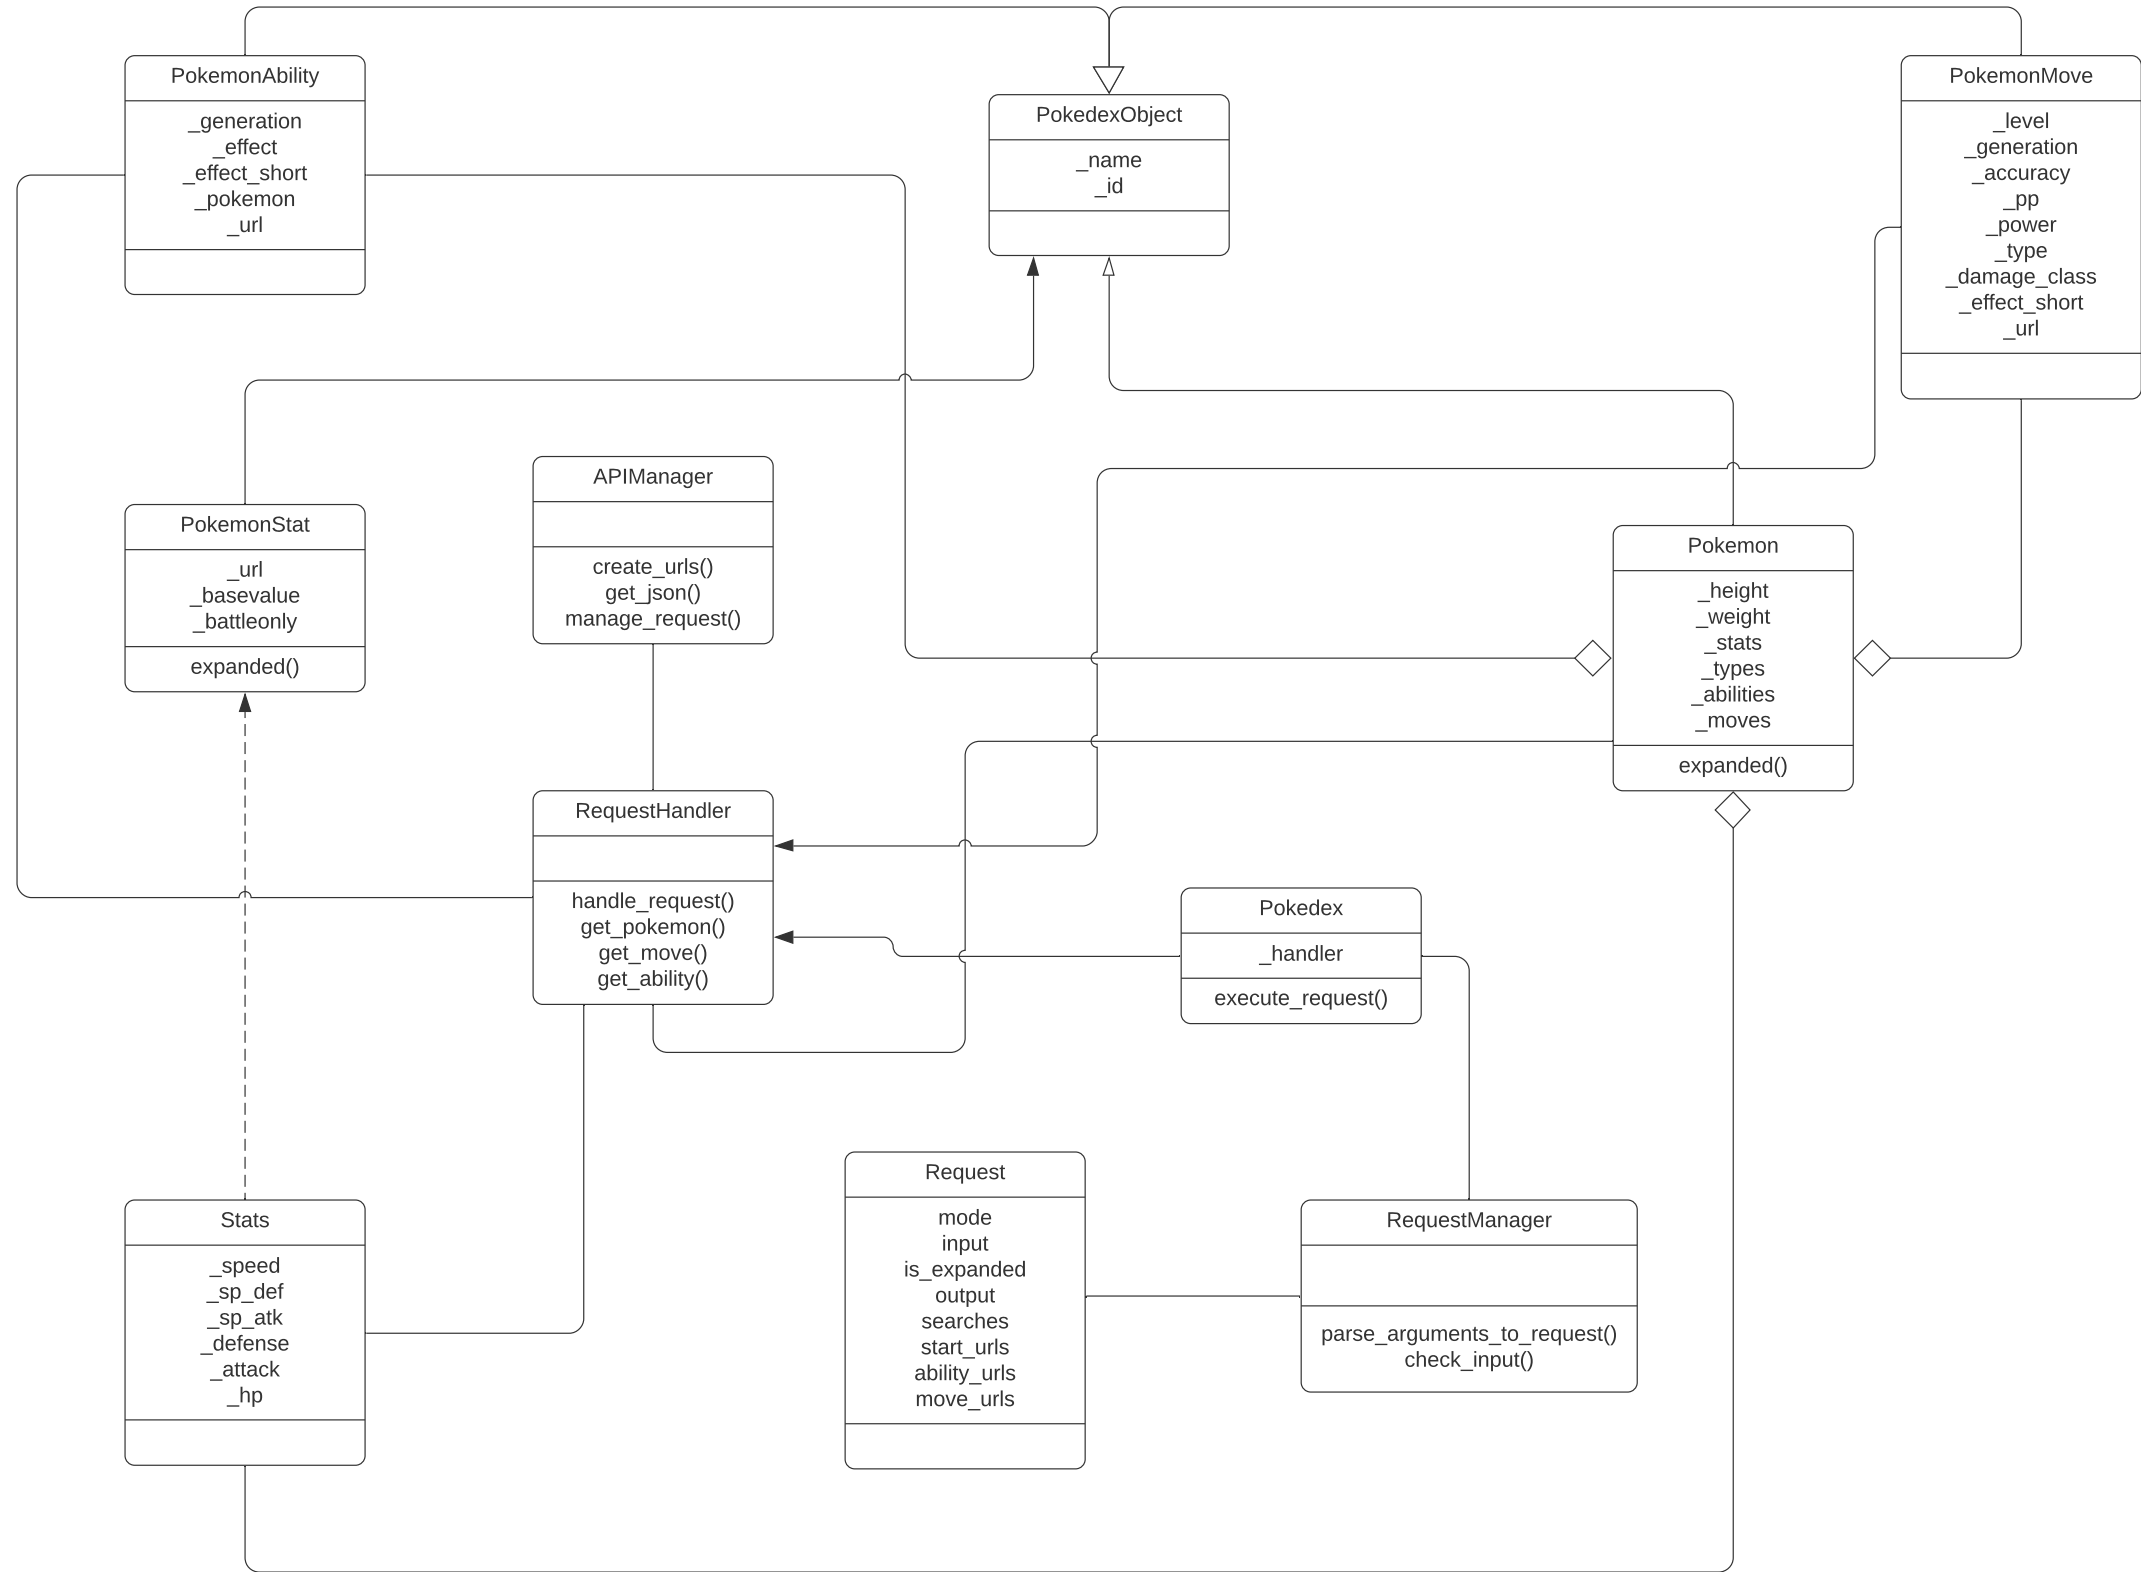 PokemonAbility
_generation
_effect
_effect_short
_pokemon
_url
PokedexObject
_name
_id
PokemonMove
_level
_generation
_accuracy
_pp
_power
_type
_damage_class
_effect_short
_url
PokemonStat
_url
_basevalue
_battleonly
expanded()
APIManager
create_urls()
get_json()
manage_request()
Pokemon
_height
_weight
_stats
_types
_abilities
_moves
expanded()
RequestHandler
handle_request()
get_pokemon()
get_move()
get_ability()
Pokedex
_handler
execute_request()
Stats
_speed
_sp_def
_sp_atk
_defense
_attack
_hp
Request
mode
input
is_expanded
output
searches
start_urls
ability_urls
move_urls
RequestManager
parse_arguments_to_request()
check_input()